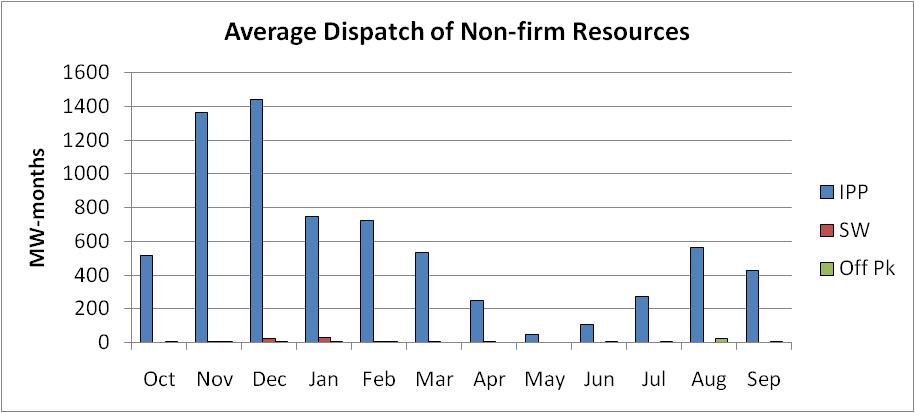 Average Dispatch of Non-firm Resources
MW-months
1600
1400
1200
1000
800
600
400
200
0
Oct Nov Dec Jan Feb Mar Apr May Jun Jul Aug Sep
IPP
SW
Off Pk